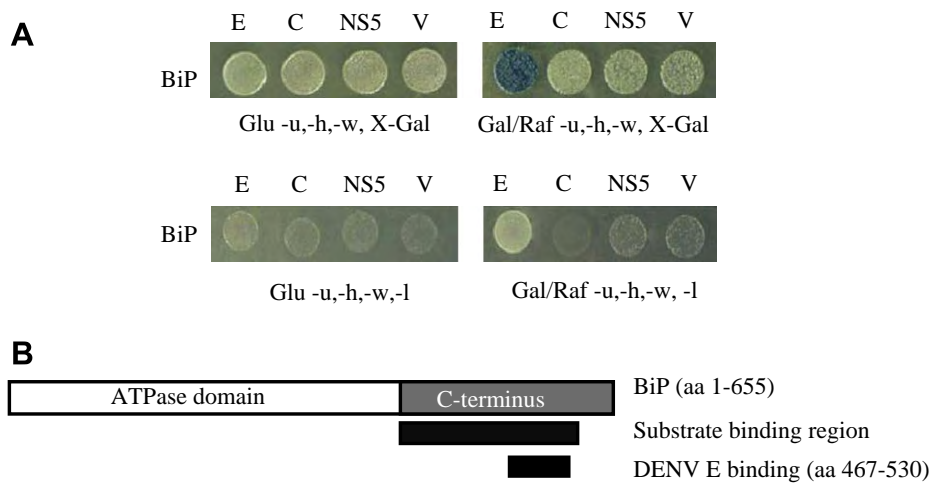 A
E C NS5 V E C NS5 V
BiP
Glu -u,-h,-w, X-Gal Gal/Raf -u,-h,-w, X-Gal
E C NS5 V E C NS5 V
BiP
Glu -u,-h,-w,-l Gal/Raf -u,-h,-w, -l
B
ATPase domain C-terminus BiP (aa 1-655)
Substrate binding region
DENV E binding (aa 467-530)